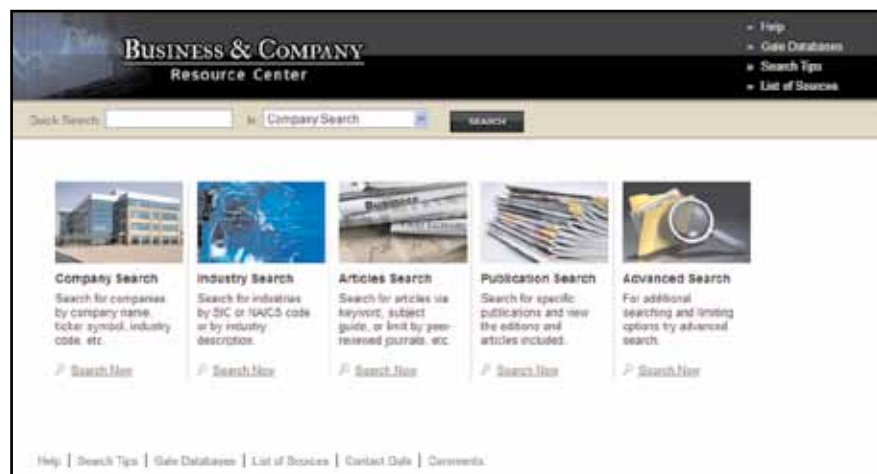 BUSINESS & COMPANY
Resource Center
» Help
» Gale Databases
» Search Tips
» List of Sources
Quick Search: In Company Search SEARCH
Business
Company Search
Search for companies
by company name,
ticker symbol, industry
code, etc.
Search Now
Industry Search
Search for industries
by SIC or NAICS code
or by industry
description.
Search Now
Articles Search
Search for articles via
keyword, subject
guide, or limit by peer-
reviewed journals, etc.
Search Now
Publication Search
Search for specific
publications and view
the editions and
articles included.
Search Now
Advanced Search
For additional
searching and limiting
options try advanced
search.
Search Now
Help | Search Tips | Gale Databases | List of Sources | Contact Gale | Comments